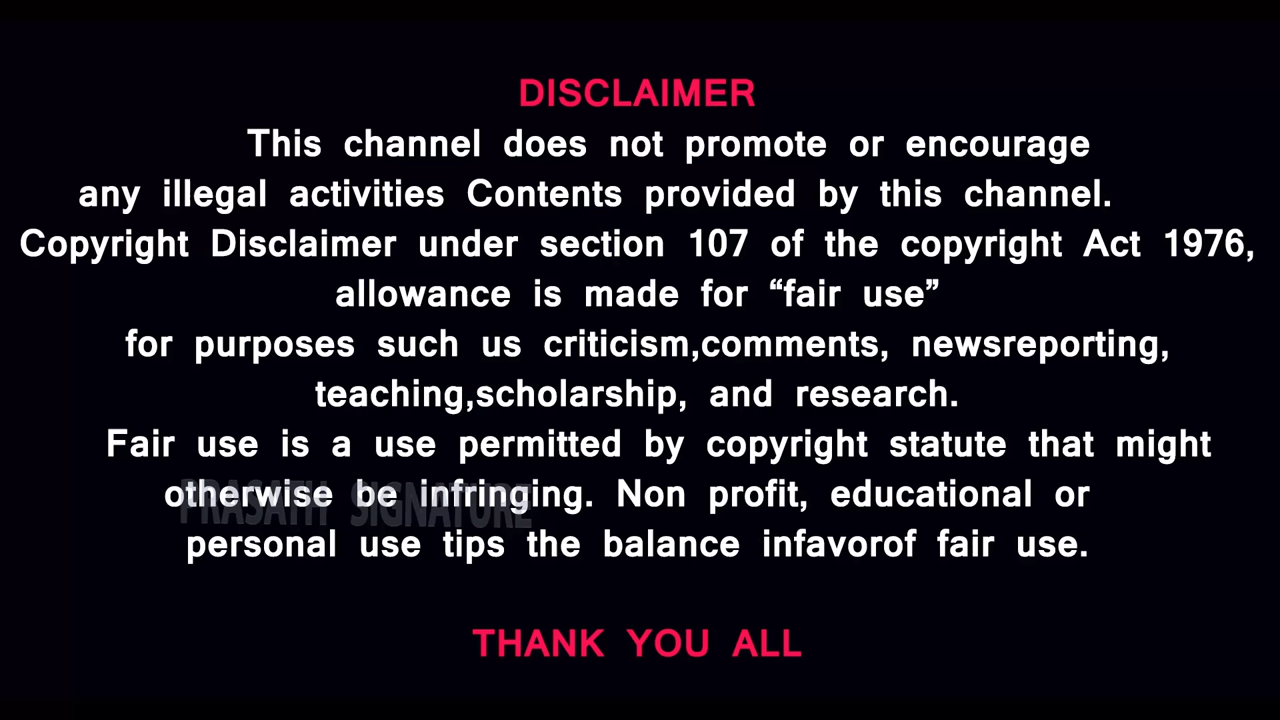 DISCLAIMER
This channel does not promote or encourage
any illegal activities Contents provided by this channel.
Copyright Disclaimer under section 107 of the copyright Act 1976,
allowance is made for “fair use”
for purposes such us criticism,comments, newsreporting,
teaching,scholarship, and research.
Fair use is a use permitted by copyright statute that might
otherwise be infringing. Non profit, educational or
PRASATH SIGNATURE
personal use tips the balance infavorof fair use.
THANK YOU ALL